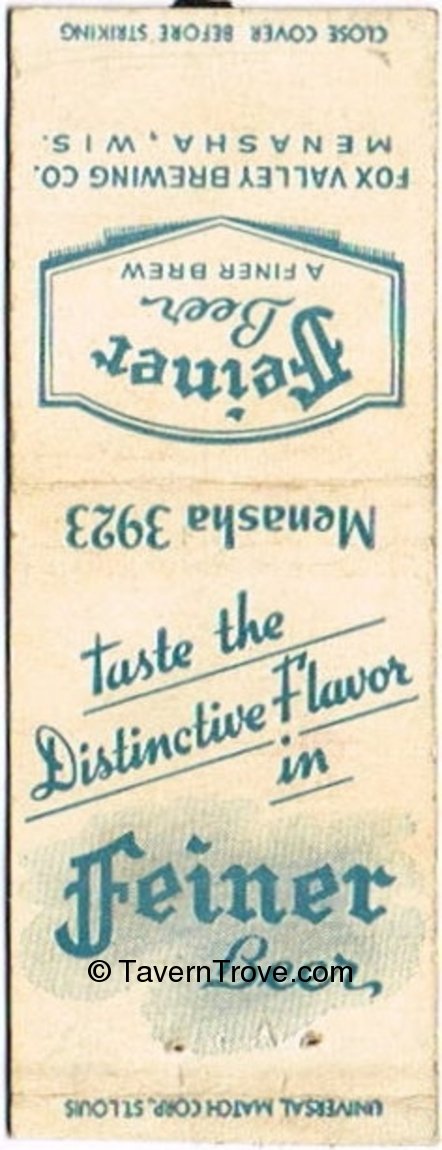 CLOSE COVER BEFORE STRIKING
FOX VALLEY BREWING CO.
MENASHA, WIS.
Feiner
Beer
A FINER BREW
Menasha 3923
taste the
Distinctive Flavor
in
Feiner
Beer
© TavernTrove.com
UNIVERSAL MATCH CORP., ST. LOUIS